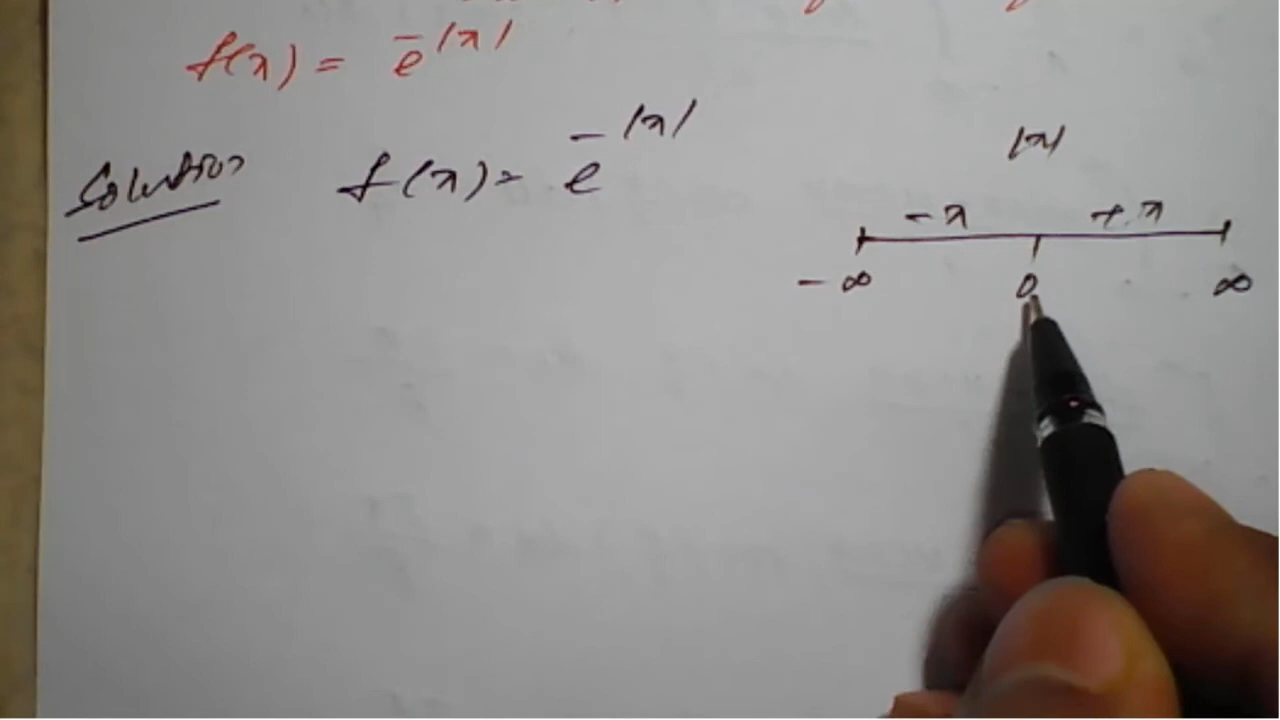 f(x) = e^-|x|
Solution f(x) = e^-|x|
|x|
-x +x
-∞ 0 ∞